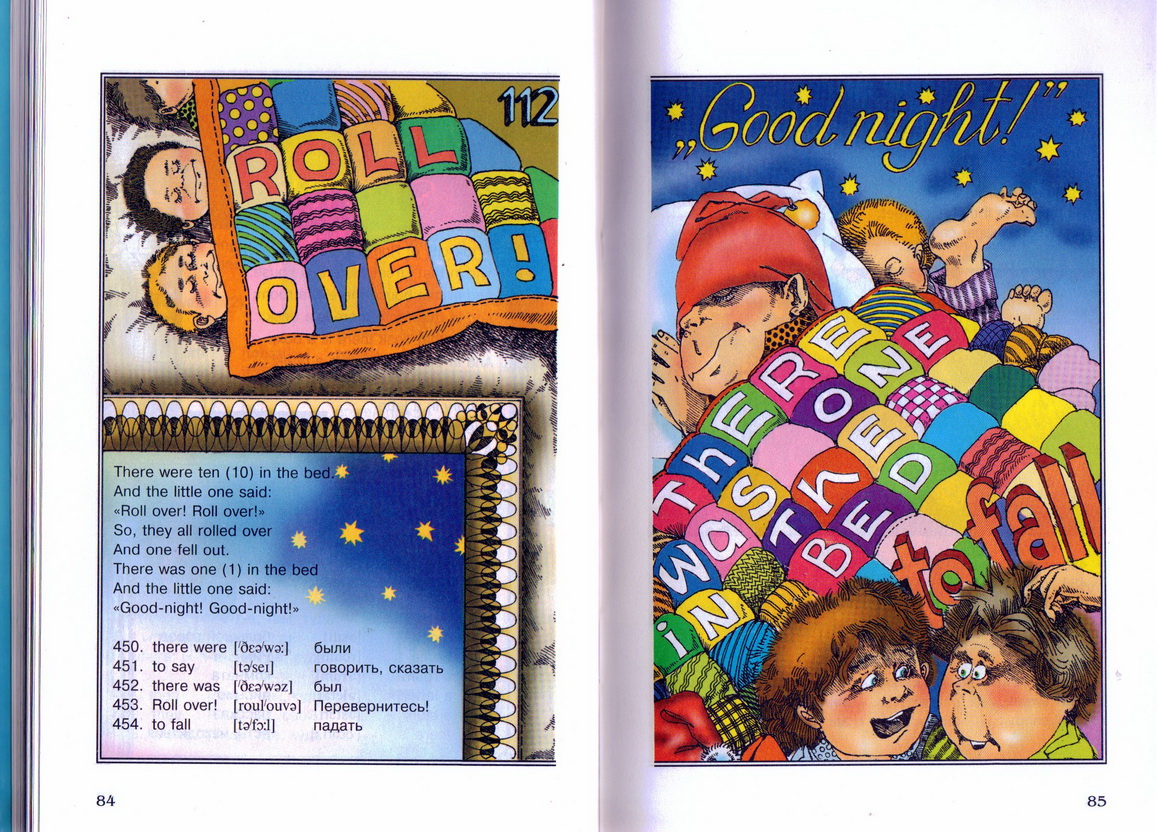 112
ROLL
OVER!
There were ten (10) in the bed.
And the little one said:
«Roll over! Roll over!»
So, they all rolled over
And one fell out.
There was one (1) in the bed
And the little one said:
«Good-night! Good-night!»
450. there were [ˈðɛəˈwə:] были
451. to say [təˈseɪ] говорить, сказать
452. there was [ˈðɛəˈwəz] был
453. Roll over! [roulˈouvə] Перевернитесь!
454. to fall [təˈfɔ:l] падать
84
„Good night!”
ThERE
WaS ONE
iN THE
BED
to fall
85